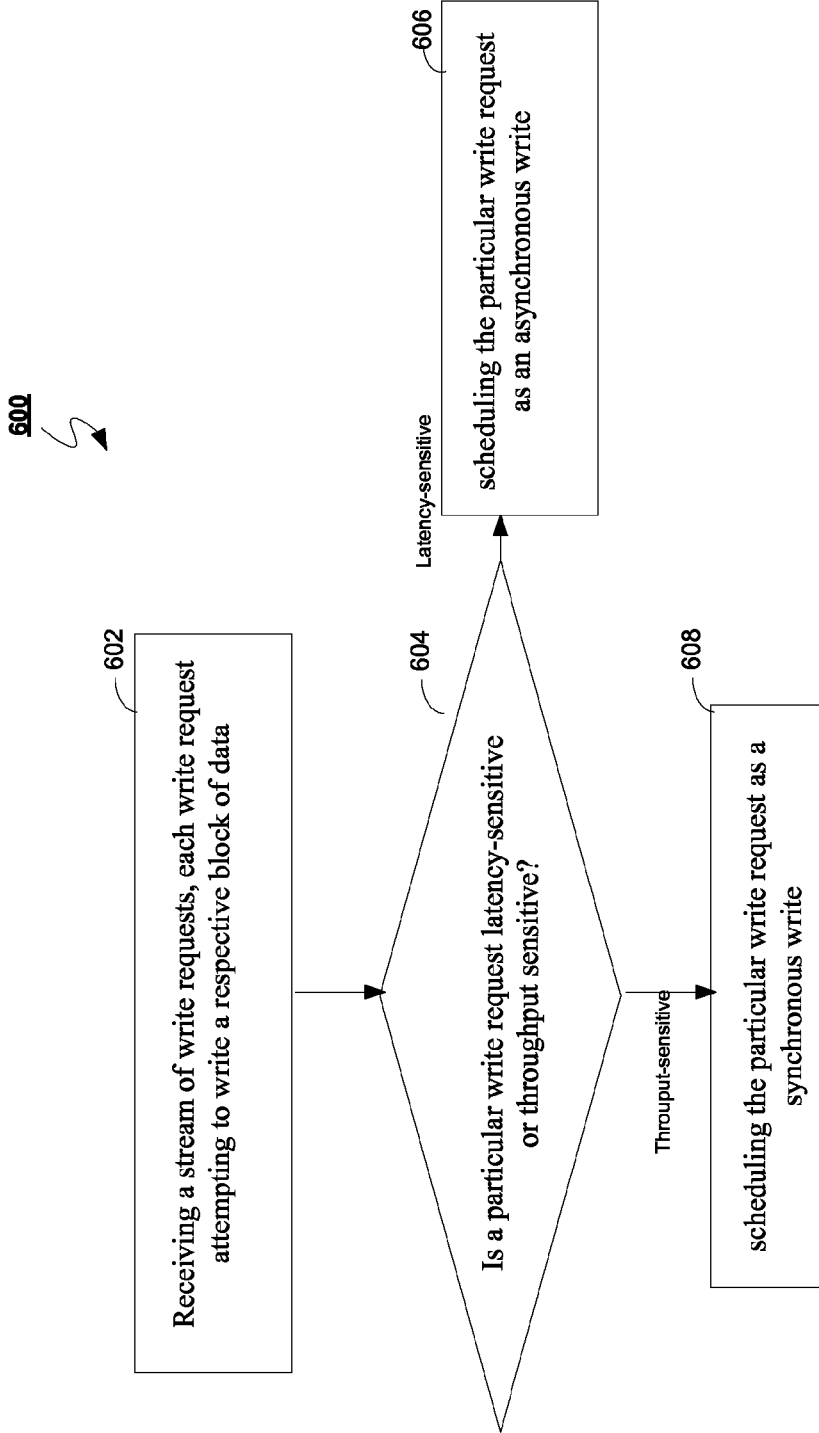 600
602
Receiving a stream of write requests, each write request
attempting to write a respective block of data
604
Is a particular write request latency-sensitive
or throughput sensitive?
Latency-sensitive
606
scheduling the particular write request
as an asynchronous write
Throuput-sensitive
608
scheduling the particular write request as a
synchronous write